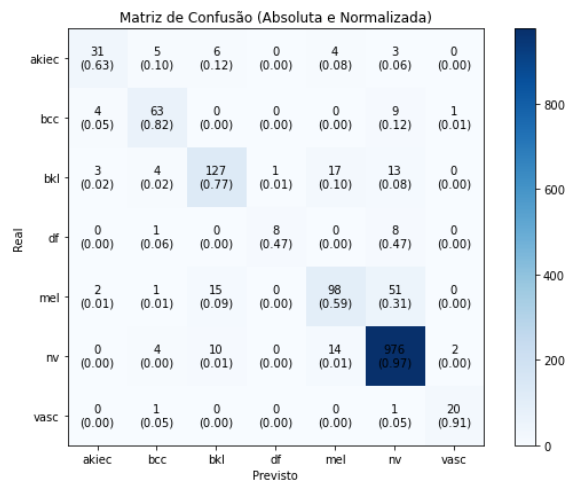 Matriz de Confusão (Absoluta e Normalizada)
akiec
31 5 6 0 4 3 0
(0.63) (0.10) (0.12) (0.00) (0.08) (0.06) (0.00)
bcc
4 63 0 0 0 9 1
(0.05) (0.82) (0.00) (0.00) (0.00) (0.12) (0.01)
bkl
3 4 127 1 17 13 0
(0.02) (0.02) (0.77) (0.01) (0.10) (0.08) (0.00)
df
0 1 0 8 0 8 0
(0.00) (0.06) (0.00) (0.47) (0.00) (0.47) (0.00)
mel
2 1 15 0 98 51 0
(0.01) (0.01) (0.09) (0.00) (0.59) (0.31) (0.00)
nv
0 4 10 0 14 976 2
(0.00) (0.00) (0.01) (0.00) (0.01) (0.97) (0.00)
vasc
0 1 0 0 0 1 20
(0.00) (0.05) (0.00) (0.00) (0.00) (0.05) (0.91)
akiec bcc bkl df mel nv vasc
Previsto
Real
800
600
400
200
0